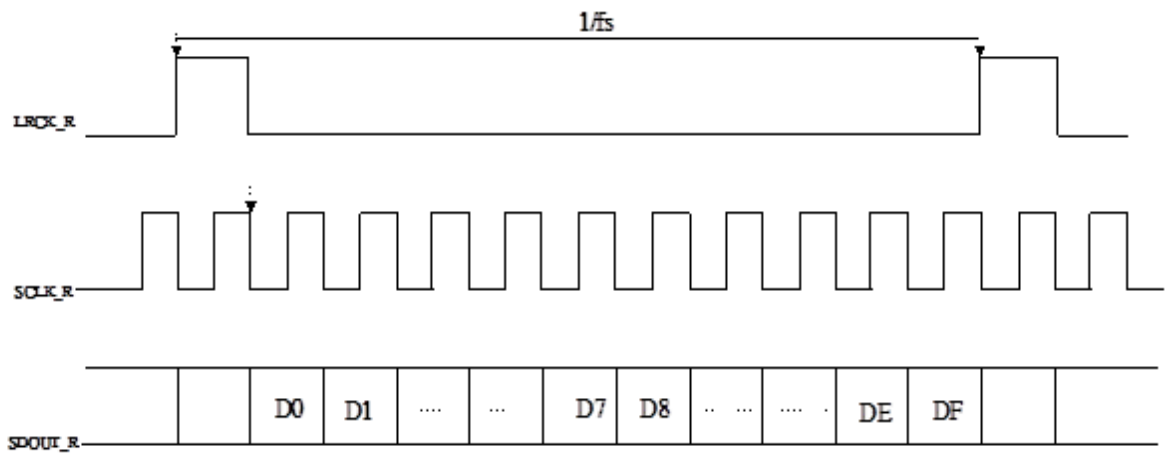 1/fs
LRCK_R
SCLK_R
D0 D1 .... ... D7 D8 .. ... .... . DE DF
SDOUT_R